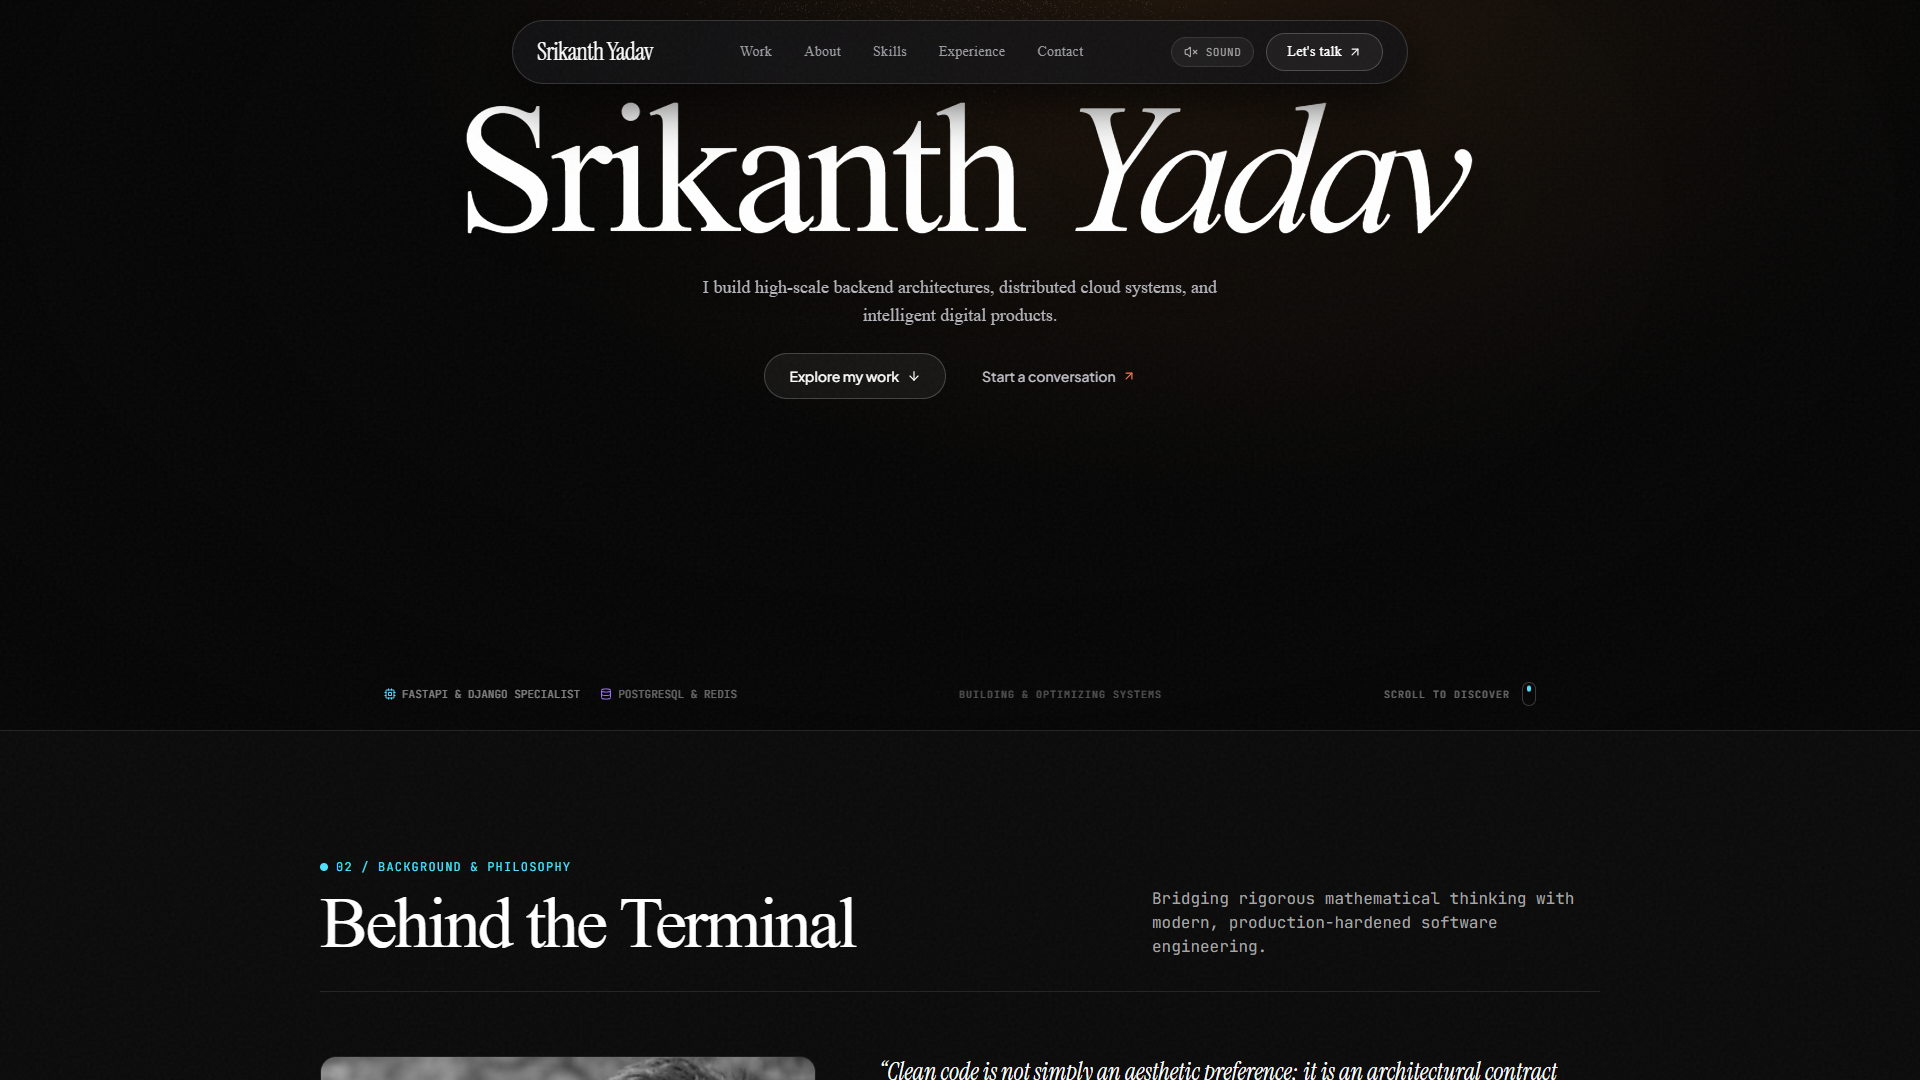 Srikanth Yadav
Work About Skills Experience Contact
SOUND
Let's talk
Srikanth Yadav
I build high-scale backend architectures, distributed cloud systems, and
intelligent digital products.
Explore my work
Start a conversation
FASTAPI & DJANGO SPECIALIST
POSTGRESQL & REDIS
BUILDING & OPTIMIZING SYSTEMS
SCROLL TO DISCOVER
02 / BACKGROUND & PHILOSOPHY
Behind the Terminal
Bridging rigorous mathematical thinking with
modern, production-hardened software
engineering.
“Clean code is not simply an aesthetic preference; it is an architectural contract